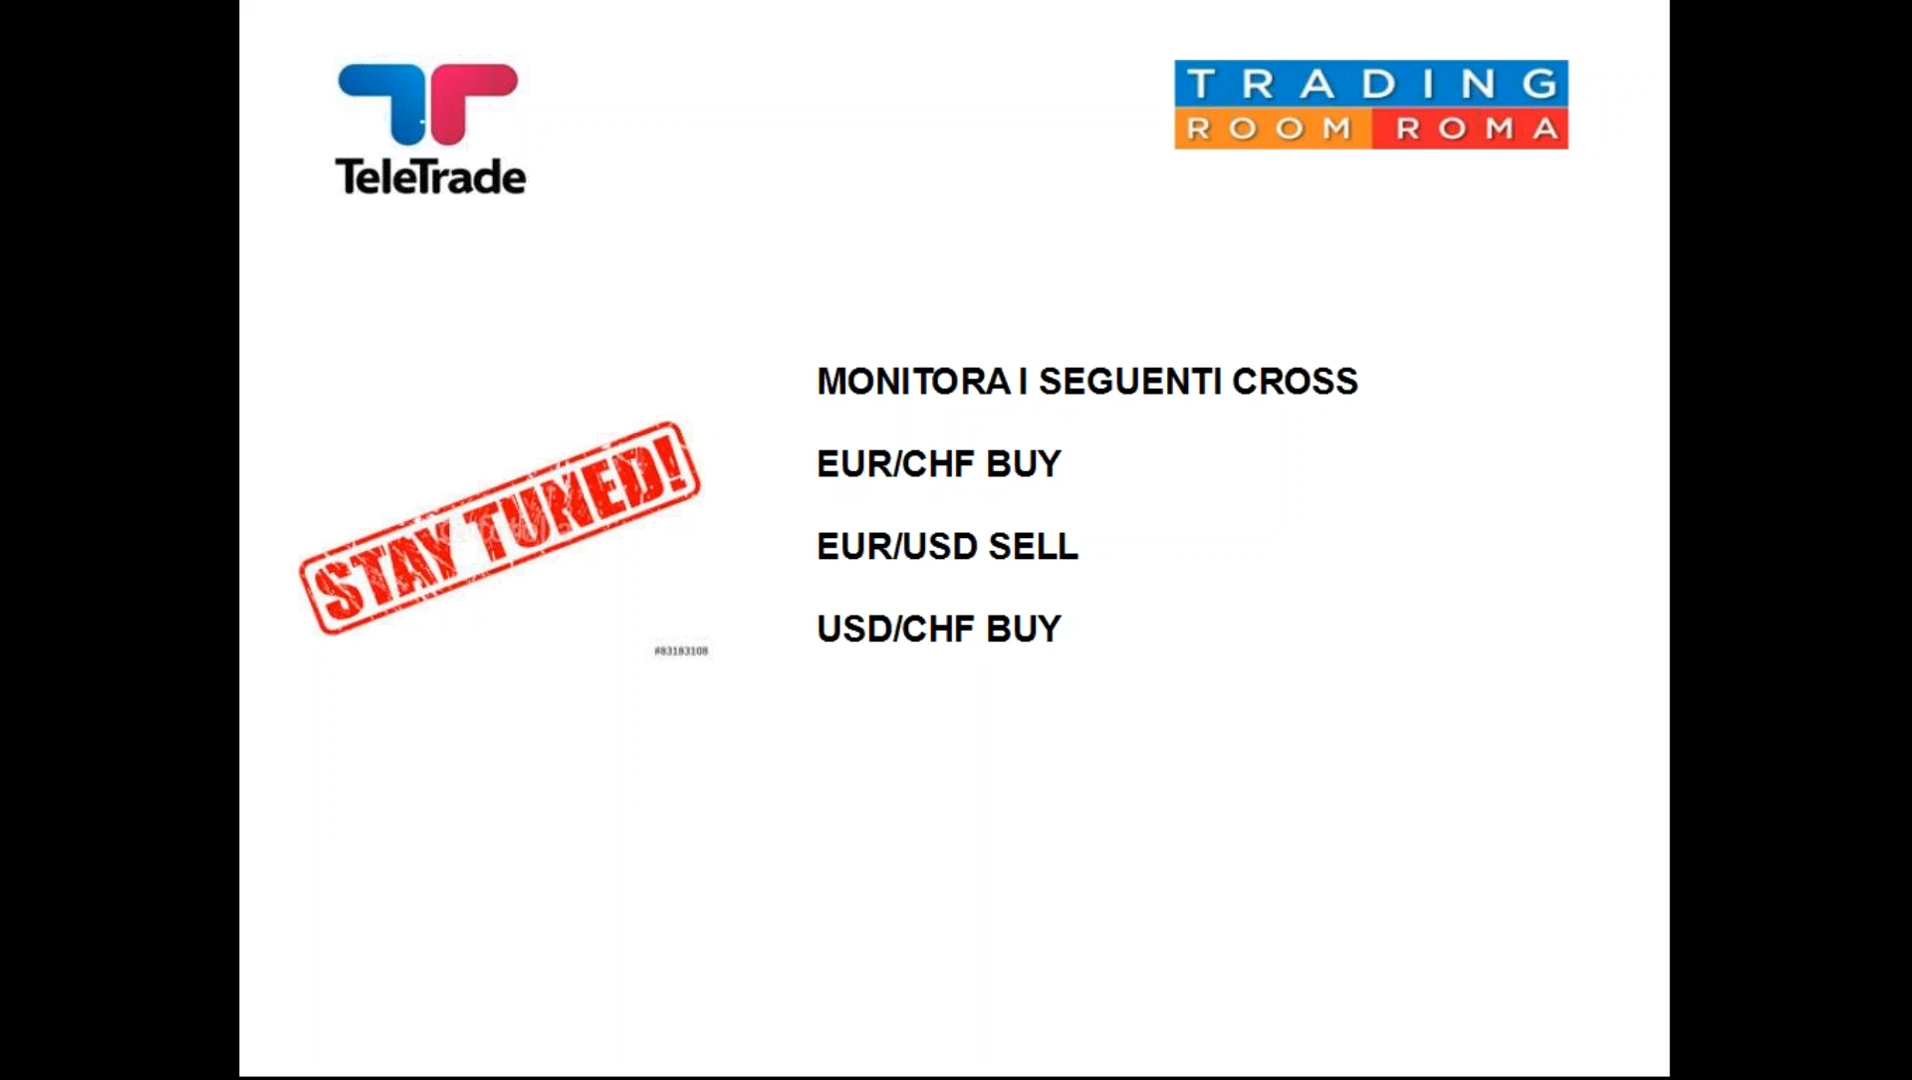 TeleTrade
TRADING
ROOM ROMA
MONITORA I SEGUENTI CROSS
EUR/CHF BUY
STAY TUNED!
EUR/USD SELL
USD/CHF BUY
#83183108